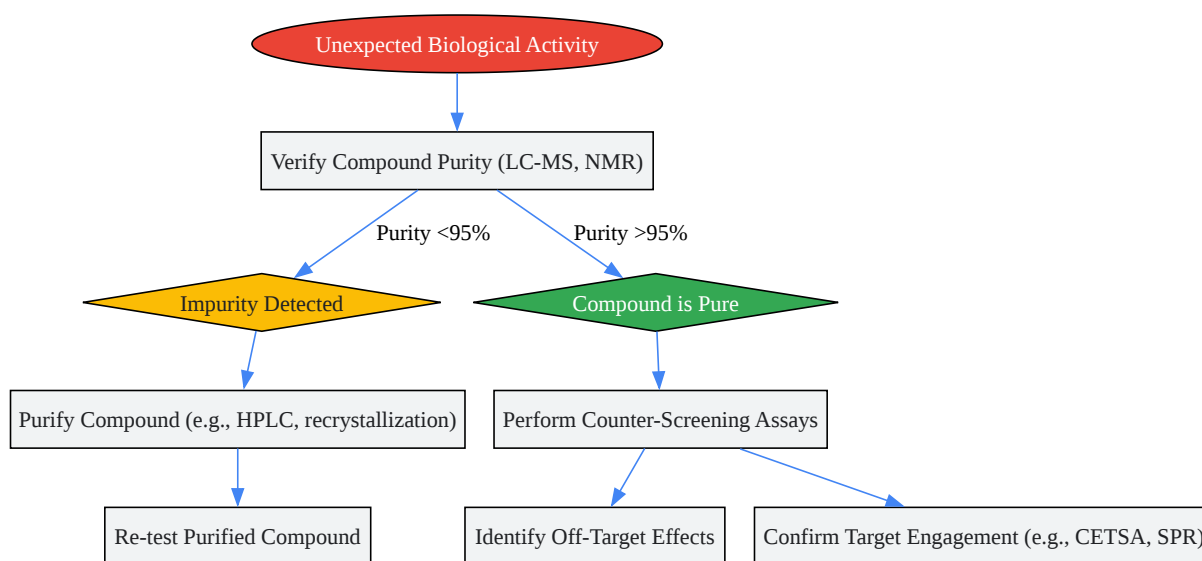 Unexpected Biological Activity
Verify Compound Purity (LC-MS, NMR)
Purity <95%
Purity >95%
Impurity Detected
Compound is Pure
Purify Compound (e.g., HPLC, recrystallization)
Perform Counter-Screening Assays
Re-test Purified Compound
Identify Off-Target Effects
Confirm Target Engagement (e.g., CETSA, SPR)